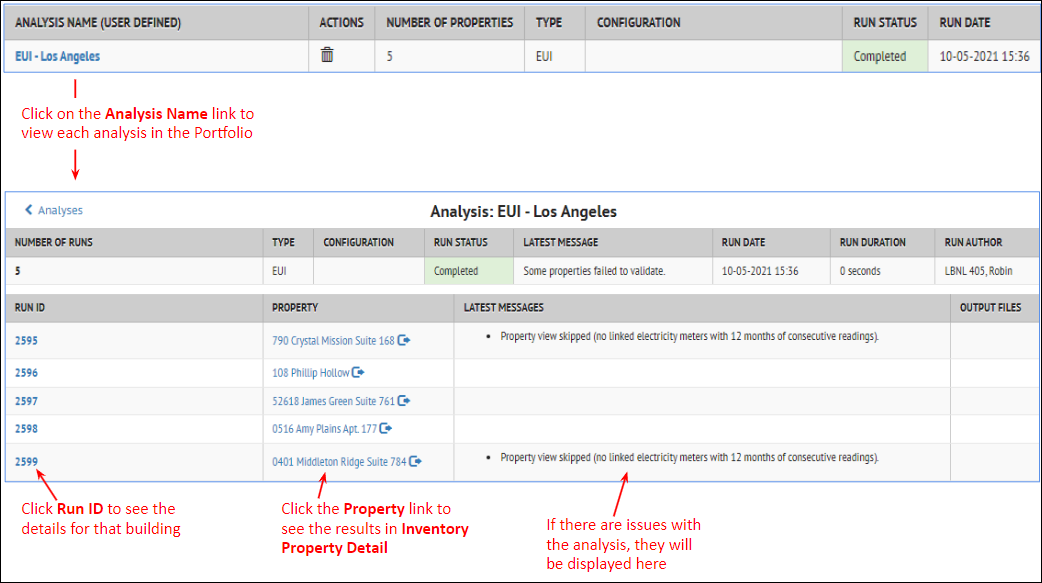 ANALYSIS NAME (USER DEFINED) ACTIONS NUMBER OF PROPERTIES TYPE CONFIGURATION RUN STATUS RUN DATE
EUI - Los Angeles 5 EUI Completed 10-05-2021 15:36
Click on the Analysis Name link to
view each analysis in the Portfolio
Analyses
Analysis: EUI - Los Angeles
NUMBER OF RUNS TYPE CONFIGURATION RUN STATUS LATEST MESSAGE RUN DATE RUN DURATION RUN AUTHOR
5 EUI Completed Some properties failed to validate. 10-05-2021 15:36 0 seconds LBNL 405, Robin
RUN ID PROPERTY LATEST MESSAGES OUTPUT FILES
2595 790 Crystal Mission Suite 168 • Property view skipped (no linked electricity meters with 12 months of consecutive readings).
2596 108 Phillip Hollow
2597 52618 James Green Suite 761
2598 0516 Amy Plains Apt. 177
2599 0401 Middleton Ridge Suite 784 • Property view skipped (no linked electricity meters with 12 months of consecutive readings).
Click Run ID to see the
details for that building
Click the Property link to
see the results in Inventory
Property Detail
If there are issues with
the analysis, they will
be displayed here